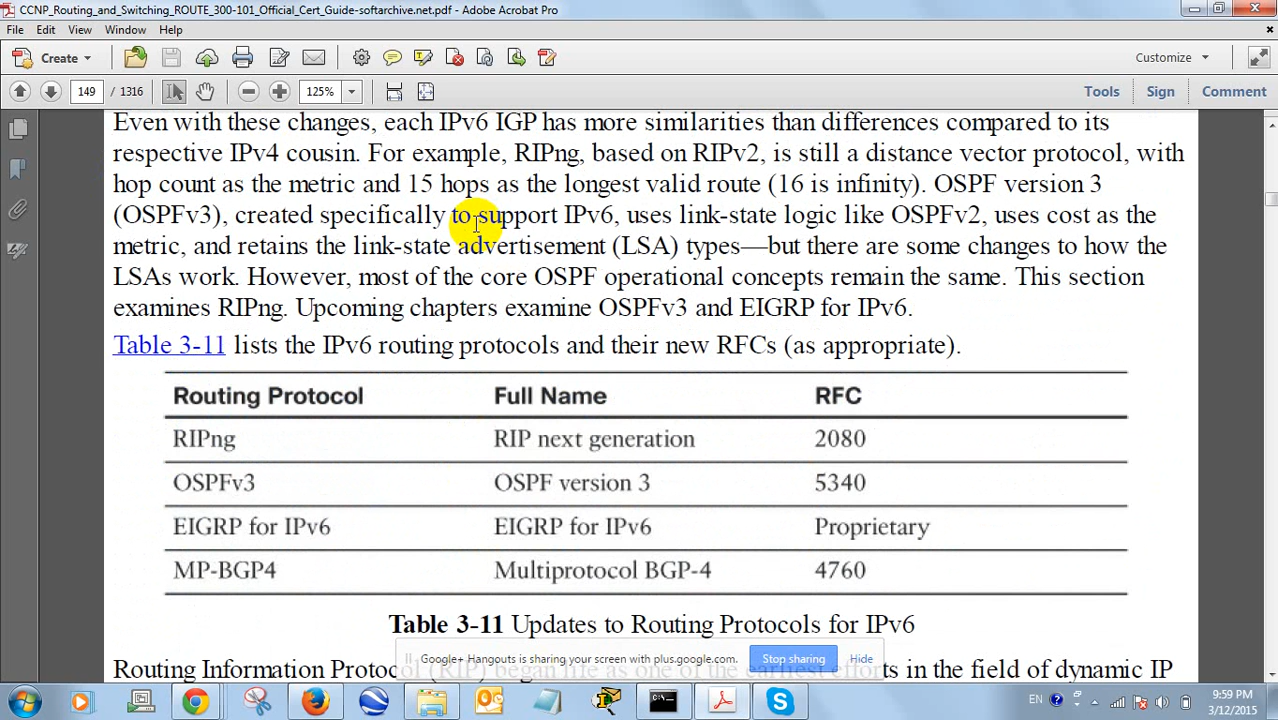 CCNP_Routing_and_Switching_ROUTE_300-101_Official_Cert_Guide-softarchive.net.pdf - Adobe Acrobat Pro
File Edit View Window Help
Create Customize
149 / 1316 125% Tools Sign Comment
Even with these changes, each IPv6 IGP has more similarities than differences compared to its
respective IPv4 cousin. For example, RIPng, based on RIPv2, is still a distance vector protocol, with
hop count as the metric and 15 hops as the longest valid route (16 is infinity). OSPF version 3
(OSPFv3), created specifically to support IPv6, uses link-state logic like OSPFv2, uses cost as the
metric, and retains the link-state advertisement (LSA) types—but there are some changes to how the
LSAs work. However, most of the core OSPF operational concepts remain the same. This section
examines RIPng. Upcoming chapters examine OSPFv3 and EIGRP for IPv6.
Table 3-11 lists the IPv6 routing protocols and their new RFCs (as appropriate).
Routing Protocol Full Name RFC
RIPng RIP next generation 2080
OSPFv3 OSPF version 3 5340
EIGRP for IPv6 EIGRP for IPv6 Proprietary
MP-BGP4 Multiprotocol BGP-4 4760
Table 3-11 Updates to Routing Protocols for IPv6
Google+ Hangouts is sharing your screen with plus.google.com. Stop sharing Hide
Routing Information Protocol (RIP) began life as one of the earliest efforts in the field of dynamic IP
EN 9:59 PM
3/12/2015